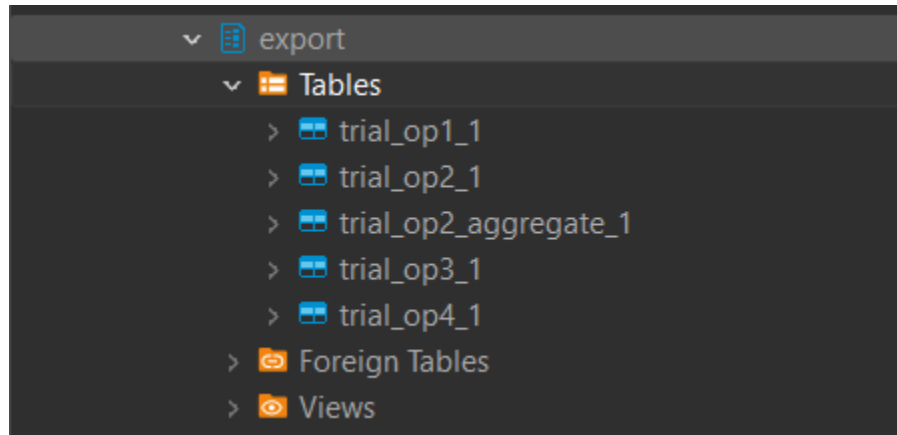 export
Tables
trial_op1_1
trial_op2_1
trial_op2_aggregate_1
trial_op3_1
trial_op4_1
Foreign Tables
Views